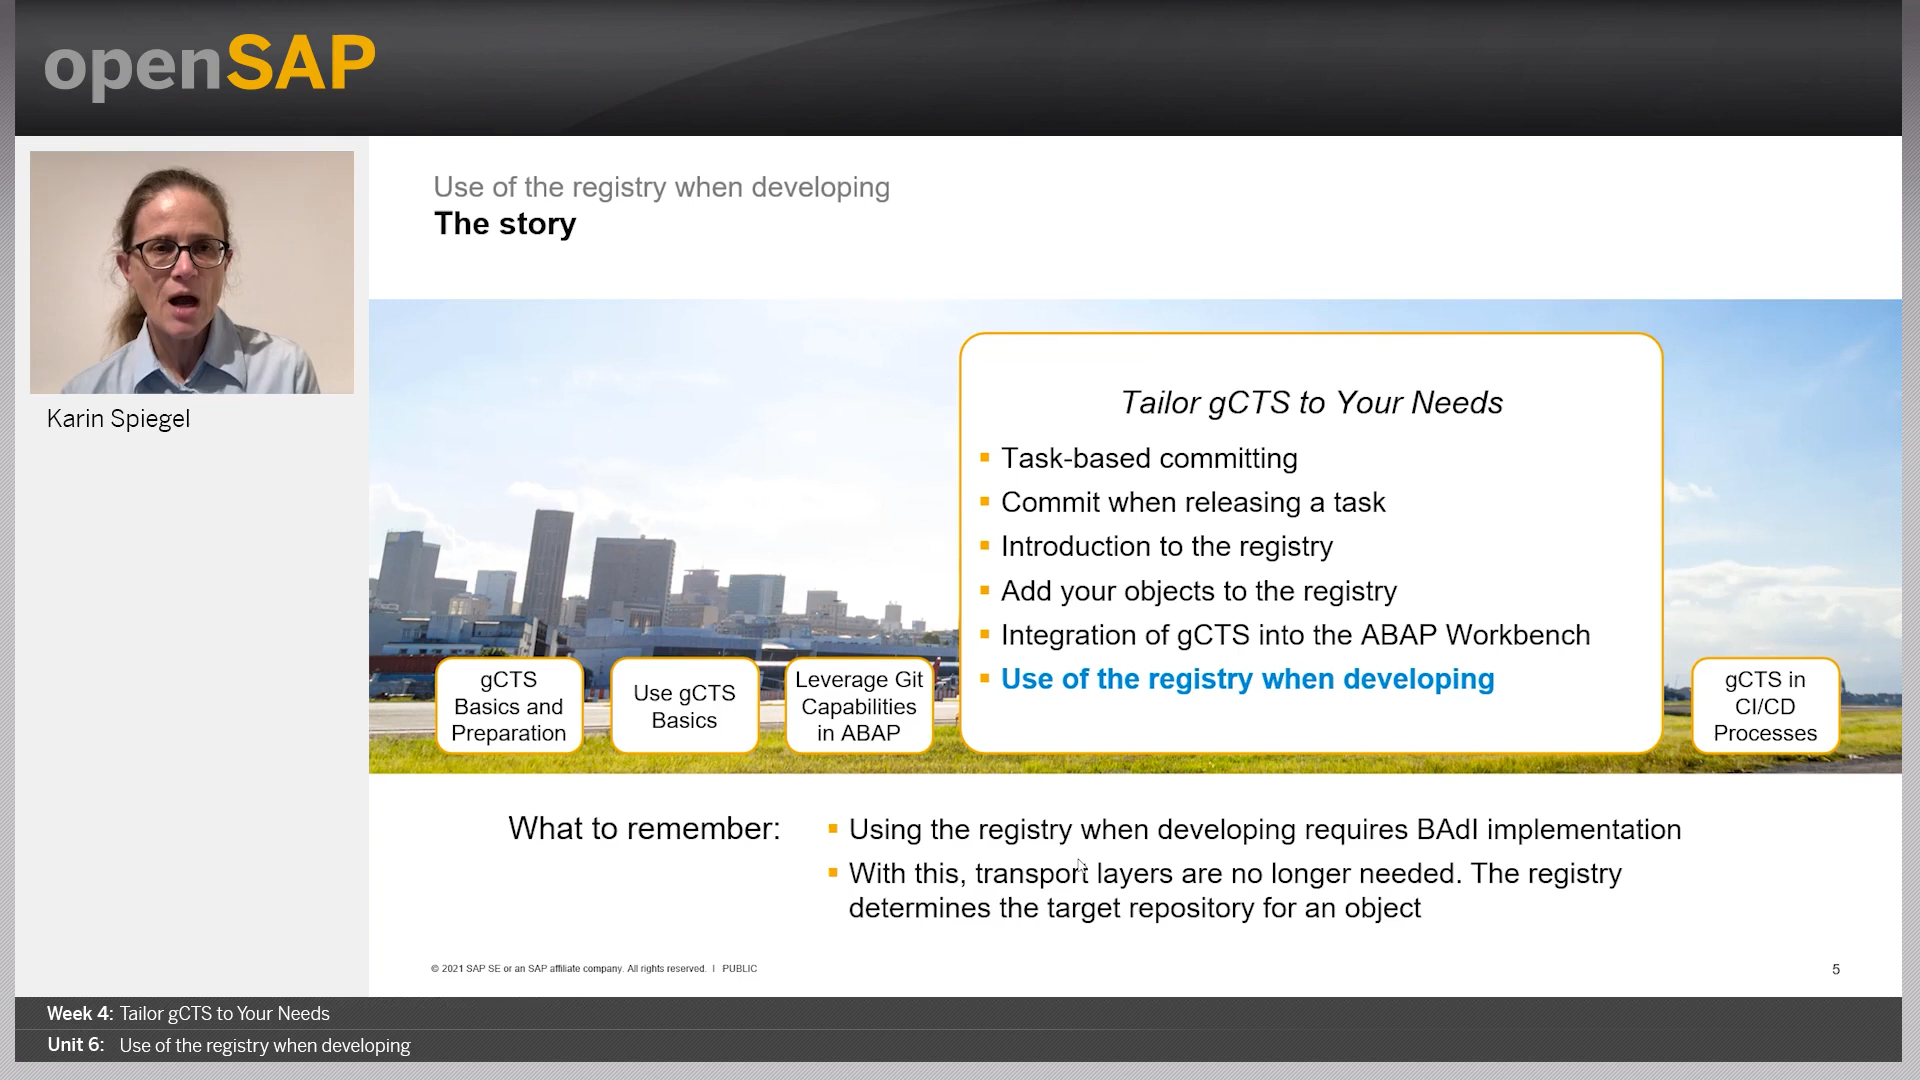 openSAP
Karin Spiegel
Use of the registry when developing
The story
Tailor gCTS to Your Needs
Task-based committing
Commit when releasing a task
Introduction to the registry
Add your objects to the registry
Integration of gCTS into the ABAP Workbench
Use of the registry when developing
gCTS
Basics and
Preparation
Use gCTS
Basics
Leverage Git
Capabilities
in ABAP
gCTS in
CI/CD
Processes
What to remember:
Using the registry when developing requires BAdI implementation
With this, transport layers are no longer needed. The registry
determines the target repository for an object
© 2021 SAP SE or an SAP affiliate company. All rights reserved. I PUBLIC
5
Week 4: Tailor gCTS to Your Needs
Unit 6: Use of the registry when developing